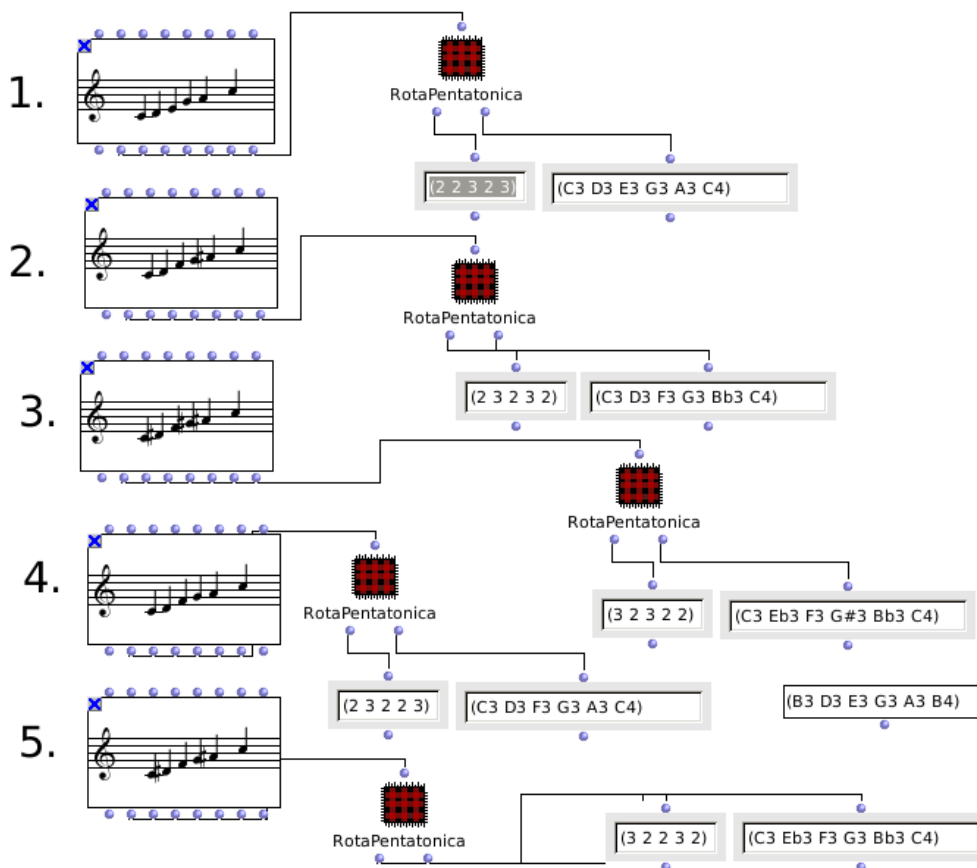 1.
RotaPentatonica
(2 2 3 2 3)
(C3 D3 E3 G3 A3 C4)
2.
RotaPentatonica
(2 3 2 3 2)
(C3 D3 F3 G3 Bb3 C4)
3.
RotaPentatonica
(3 2 3 2 2)
(C3 Eb3 F3 G#3 Bb3 C4)
4.
RotaPentatonica
(2 3 2 2 3)
(C3 D3 F3 G3 A3 C4)
(B3 D3 E3 G3 A3 B4)
5.
RotaPentatonica
(3 2 2 3 2)
(C3 Eb3 F3 G3 Bb3 C4)